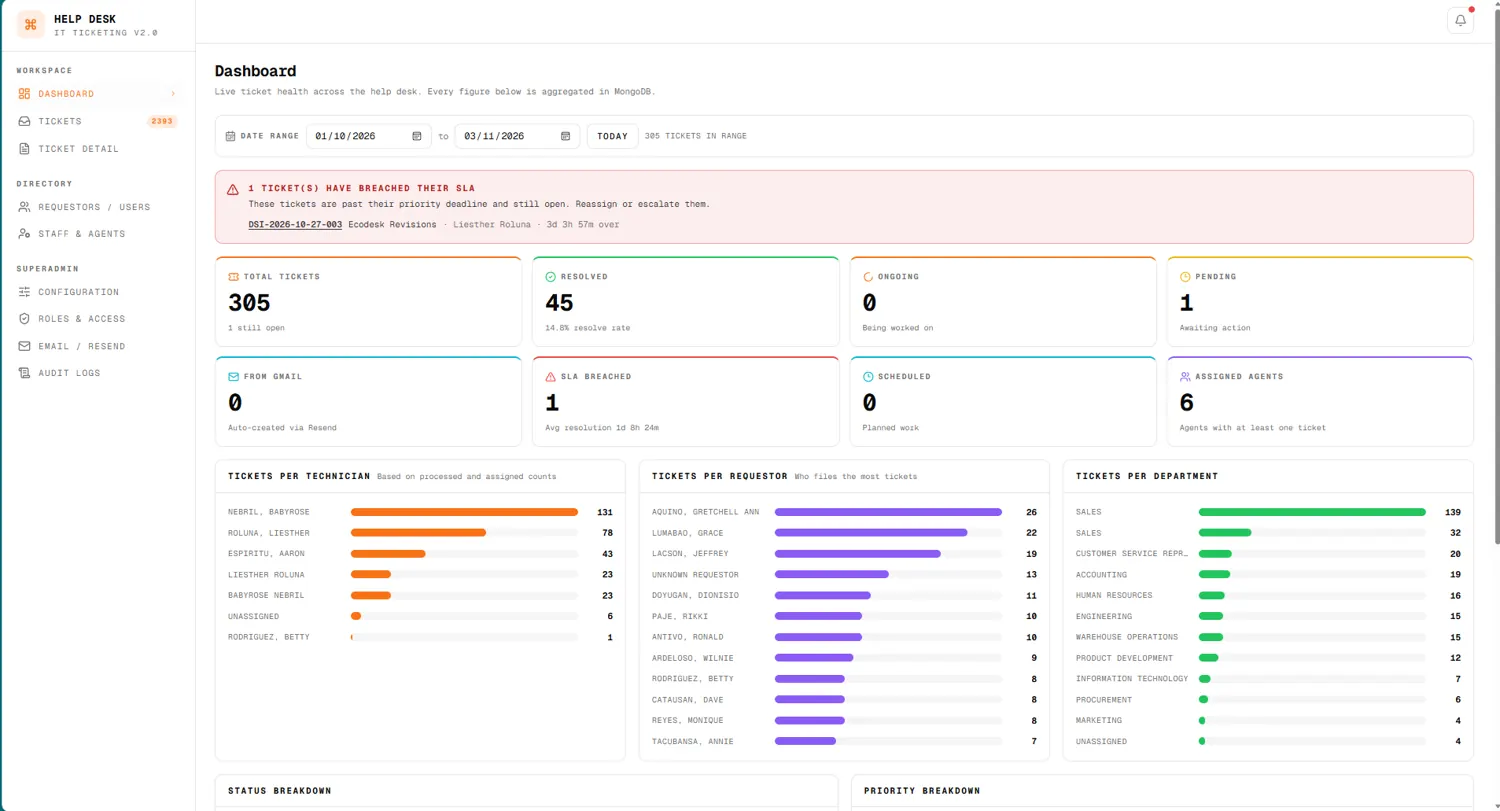 HELP DESK
IT TICKETING V2.0
WORKSPACE
DASHBOARD
TICKETS 2393
TICKET DETAIL
DIRECTORY
REQUESTORS / USERS
STAFF & AGENTS
SUPERADMIN
CONFIGURATION
ROLES & ACCESS
EMAIL / RESEND
AUDIT LOGS
Dashboard
Live ticket health across the help desk. Every figure below is aggregated in MongoDB.
DATE RANGE 01/10/2026 to 03/11/2026 TODAY 305 TICKETS IN RANGE
1 TICKET(S) HAVE BREACHED THEIR SLA
These tickets are past their priority deadline and still open. Reassign or escalate them.
DSI-2026-10-27-003 Ecodesk Revisions · Liesther Roluna · 3d 3h 57m over
TOTAL TICKETS
305
1 still open
RESOLVED
45
14.8% resolve rate
ONGOING
0
Being worked on
PENDING
1
Awaiting action
FROM GMAIL
0
Auto-created via Resend
SLA BREACHED
1
Avg resolution 1d 8h 24m
SCHEDULED
0
Planned work
ASSIGNED AGENTS
6
Agents with at least one ticket
TICKETS PER TECHNICIAN Based on processed and assigned counts
NEBRIL, BABYROSE 131
ROLUNA, LIESTHER 78
ESPIRITU, AARON 43
LIESTHER ROLUNA 23
BABYROSE NEBRIL 23
UNASSIGNED 6
RODRIGUEZ, BETTY 1
TICKETS PER REQUESTOR Who files the most tickets
AQUINO, GRETCHELL ANN 26
LUMABAO, GRACE 22
LACSON, JEFFREY 19
UNKNOWN REQUESTOR 13
DOYUGAN, DIONISIO 11
PAJE, RIKKI 10
ANTIVO, RONALD 10
ARDELOSO, WILNIE 9
RODRIGUEZ, BETTY 8
CATAUSAN, DAVE 8
REYES, MONIQUE 8
TACUBANSA, ANNIE 7
TICKETS PER DEPARTMENT
SALES 139
SALES 32
CUSTOMER SERVICE REPR… 20
ACCOUNTING 19
HUMAN RESOURCES 16
ENGINEERING 15
WAREHOUSE OPERATIONS 15
PRODUCT DEVELOPMENT 12
INFORMATION TECHNOLOGY 7
PROCUREMENT 6
MARKETING 4
UNASSIGNED 4
STATUS BREAKDOWN
PRIORITY BREAKDOWN